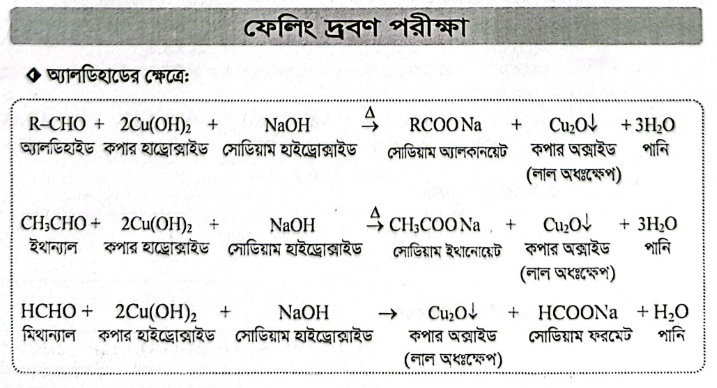 ফেলিং দ্রবণ পরীক্ষা
❖ অ্যালডিহাডের ক্ষেত্রে:
R–CHO + 2Cu(OH)₂ + NaOH Δ→ RCOONa + Cu₂O↓ + 3H₂O
অ্যালডিহাইড কপার হাড্রোক্সাইড সোডিয়াম হাইড্রোক্সাইড সোডিয়াম অ্যালকানয়েট কপার অক্সাইড পানি
(লাল অধঃক্ষেপ)
CH₃CHO + 2Cu(OH)₂ + NaOH Δ→ CH₃COONa + Cu₂O↓ + 3H₂O
ইথান্যাল কপার হাড্রোক্সাইড সোডিয়াম হাইড্রোক্সাইড সোডিয়াম ইথানোয়েট কপার অক্সাইড পানি
(লাল অধঃক্ষেপ)
HCHO + 2Cu(OH)₂ + NaOH → Cu₂O↓ + HCOONa + H₂O
মিথান্যাল কপার হাইড্রোক্সাইড সোডিয়াম হাইড্রোক্সাইড কপার অক্সাইড সোডিয়াম ফরমেট পানি
(লাল অধঃক্ষেপ)